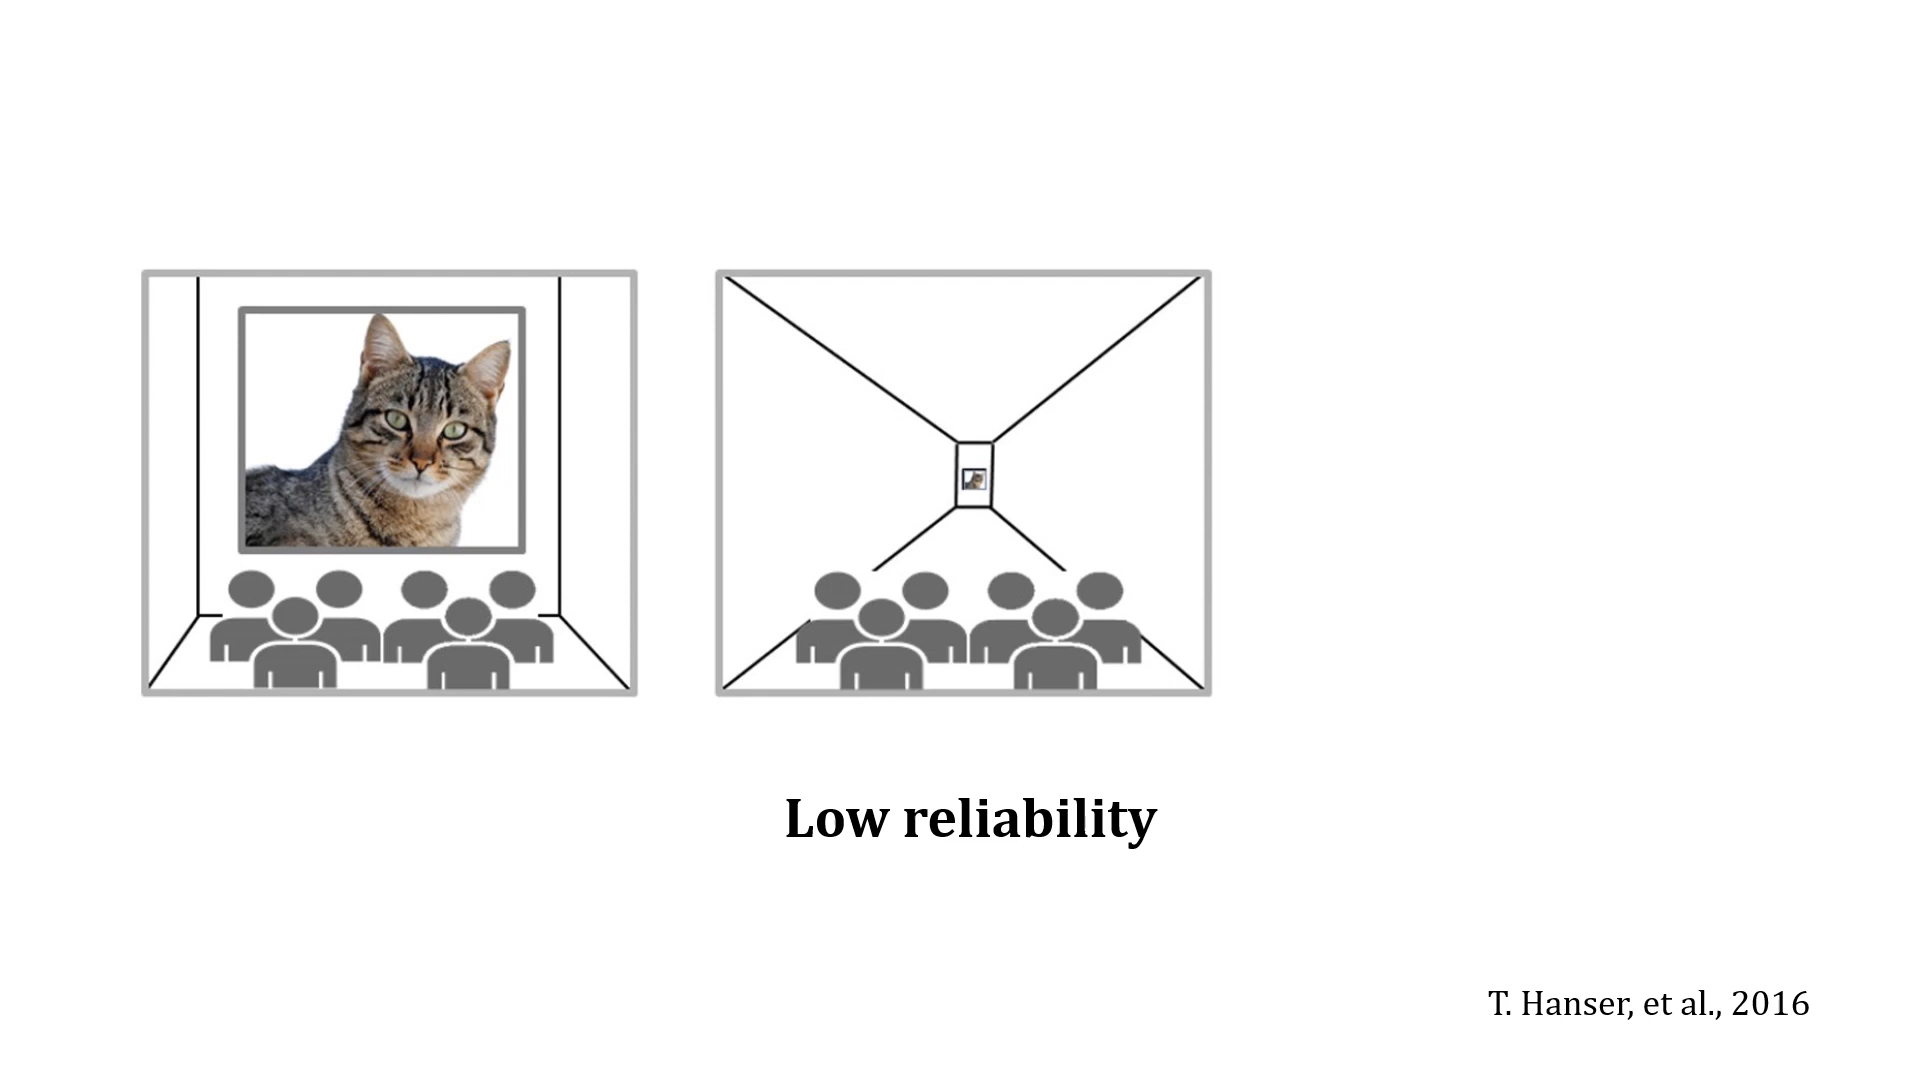 Low reliability
T. Hanser, et al., 2016